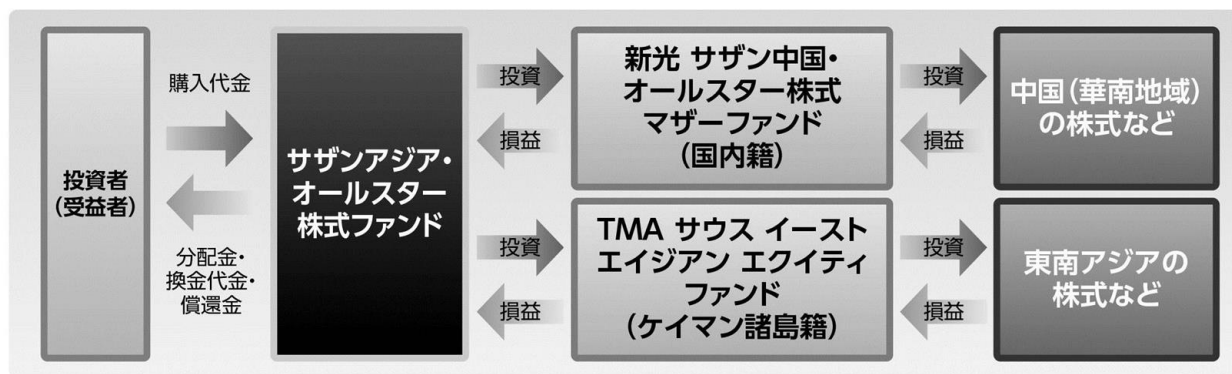 投資者
(受益者)
購入代金
分配金・
換金代金・
償還金
サザンアジア・
オールスター
株式ファンド
投資
損益
新光 サザン中国・
オールスター株式
マザーファンド
(国内籍)
投資
損益
中国(華南地域)
の株式など
投資
損益
TMA サウス イースト
エイジアン エクイティ
ファンド
(ケイマン諸島籍)
投資
損益
東南アジアの
株式など